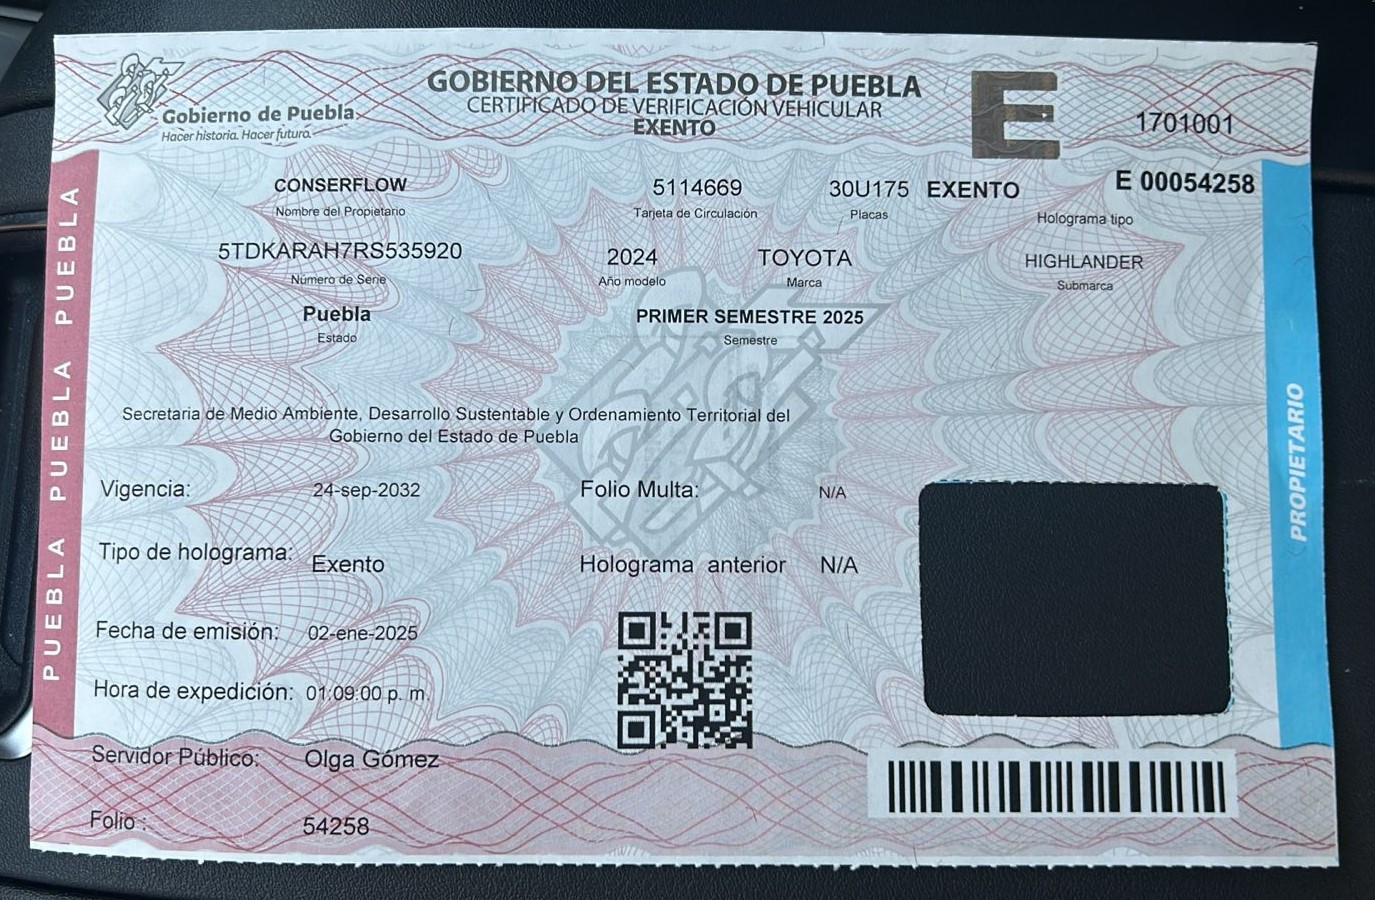 Gobierno de Puebla
Hacer historia. Hacer futuro.
GOBIERNO DEL ESTADO DE PUEBLA
CERTIFICADO DE VERIFICACIÓN VEHICULAR
EXENTO
E
1701001
CONSERFLOW
Nombre del Propietario
5114669
Tarjeta de Circulación
30U175
Placas
EXENTO
E 00054258
Holograma tipo
5TDKARAH7RS535920
Número de Serie
2024
Año modelo
TOYOTA
Marca
HIGHLANDER
Submarca
Puebla
Estado
PRIMER SEMESTRE 2025
Semestre
Secretaria de Medio Ambiente, Desarrollo Sustentable y Ordenamiento Territorial del
Gobierno del Estado de Puebla
Vigencia: 24-sep-2032
Folio Multa: N/A
Tipo de holograma: Exento
Holograma anterior N/A
Fecha de emisión: 02-ene-2025
Hora de expedición: 01:09:00 p. m.
Servidor Público: Olga Gómez
Folio : 54258
PUEBLA PUEBLA PUEBLA PUEBLA
PROPIETARIO